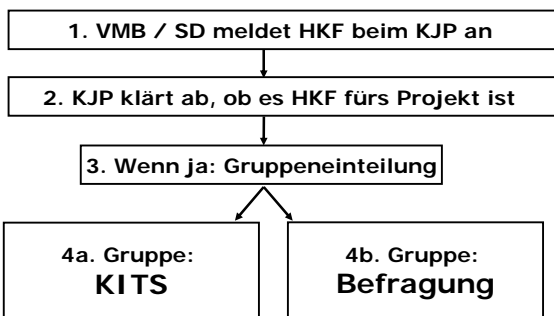 1. VMB / SD meldet HKF beim KJP an
2. KJP klärt ab, ob es HKF fürs Projekt ist
3. Wenn ja: Gruppeneinteilung
4a. Gruppe:
KITS
4b. Gruppe:
Befragung